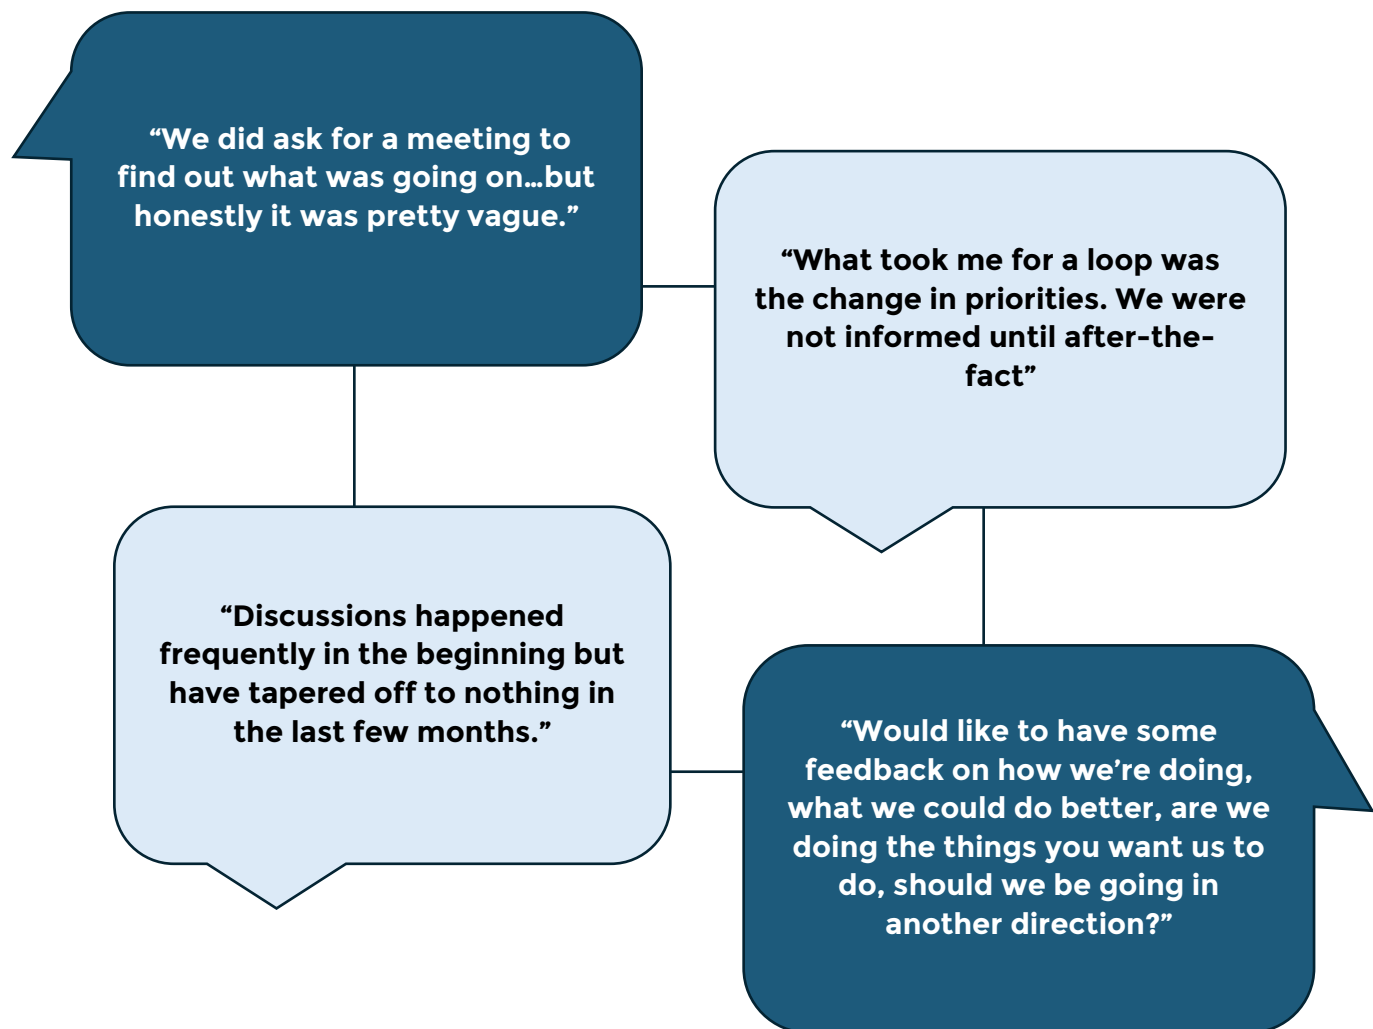 “We did ask for a meeting to
find out what was going on…but
honestly it was pretty vague.”
“What took me for a loop was
the change in priorities. We were
not informed until after-the-
fact”
“Discussions happened
frequently in the beginning but
have tapered off to nothing in
the last few months.”
“Would like to have some
feedback on how we’re doing,
what we could do better, are we
doing the things you want us to
do, should we be going in
another direction?”